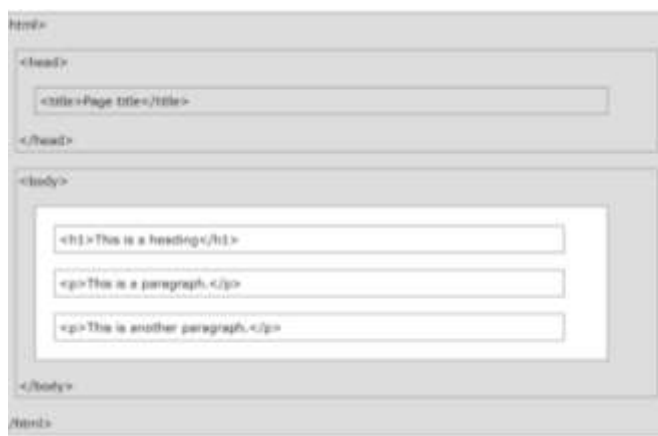 html>
<head>
<title>Page title</title>
</head>
<body>
<h1>This is a heading</h1>
<p>This is a paragraph.</p>
<p>This is another paragraph.</p>
</body>
/html>